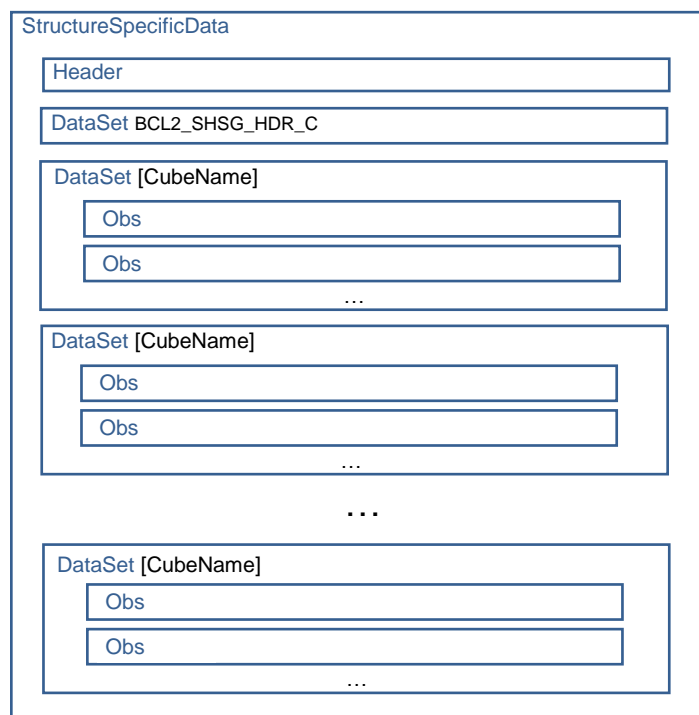 StructureSpecificData
Header
DataSet BCL2_SHSG_HDR_C
DataSet [CubeName]
Obs
Obs
…
DataSet [CubeName]
Obs
Obs
…
...
DataSet [CubeName]
Obs
Obs
…